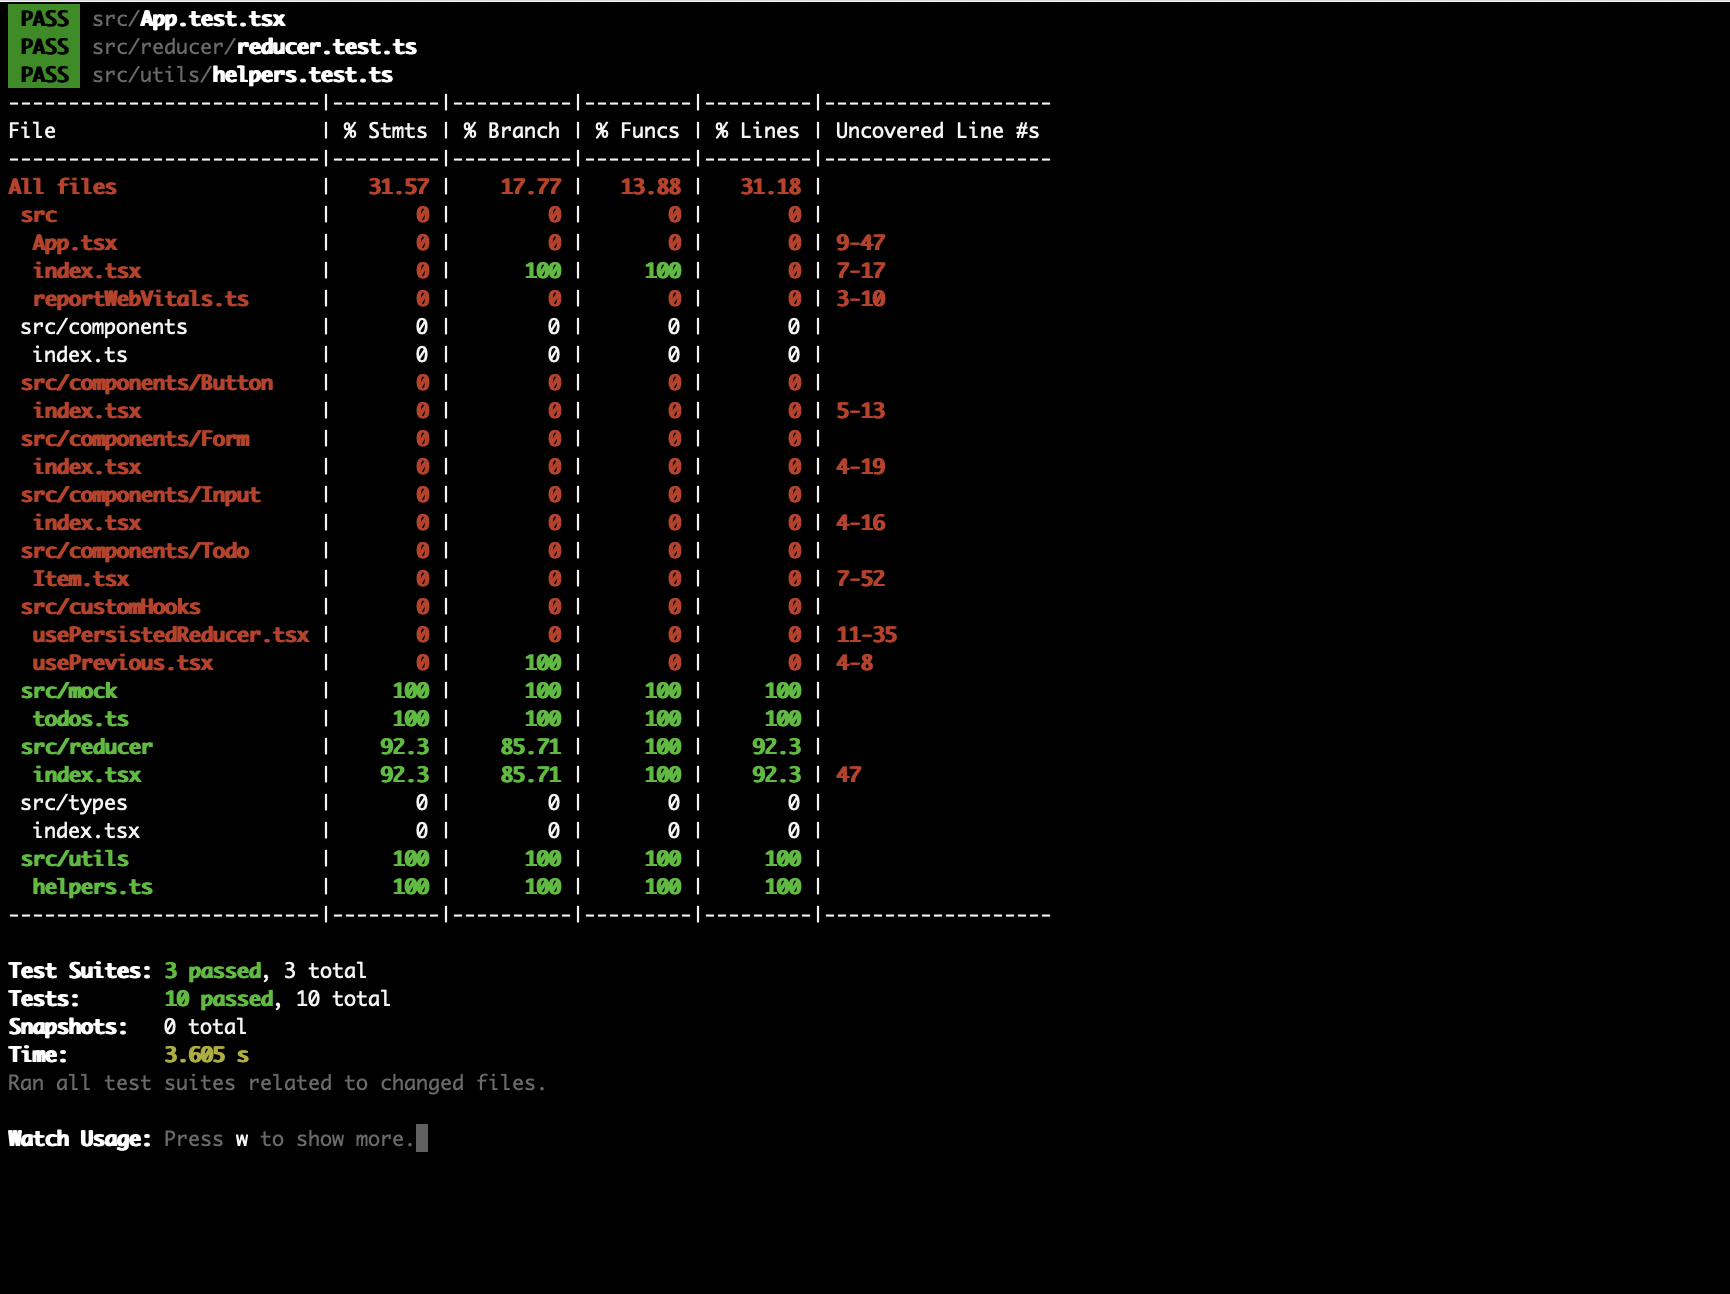 PASS src/App.test.tsx
PASS src/reducer/reducer.test.ts
PASS src/utils/helpers.test.ts
--------------------------|---------|----------|---------|---------|-------------------
File                      | % Stmts | % Branch | % Funcs | % Lines | Uncovered Line #s
--------------------------|---------|----------|---------|---------|-------------------
All files                 |   31.57 |    17.77 |   13.88 |   31.18 |
 src                      |       0 |        0 |       0 |       0 |
  App.tsx                 |       0 |        0 |       0 |       0 | 9-47
  index.tsx               |       0 |      100 |     100 |       0 | 7-17
  reportWebVitals.ts      |       0 |        0 |       0 |       0 | 3-10
 src/components           |       0 |        0 |       0 |       0 |
  index.ts                |       0 |        0 |       0 |       0 |
 src/components/Button    |       0 |        0 |       0 |       0 |
  index.tsx               |       0 |        0 |       0 |       0 | 5-13
 src/components/Form      |       0 |        0 |       0 |       0 |
  index.tsx               |       0 |        0 |       0 |       0 | 4-19
 src/components/Input     |       0 |        0 |       0 |       0 |
  index.tsx               |       0 |        0 |       0 |       0 | 4-16
 src/components/Todo      |       0 |        0 |       0 |       0 |
  Item.tsx                |       0 |        0 |       0 |       0 | 7-52
 src/customHooks          |       0 |        0 |       0 |       0 |
  usePersistedReducer.tsx |       0 |        0 |       0 |       0 | 11-35
  usePrevious.tsx         |       0 |      100 |       0 |       0 | 4-8
 src/mock                 |     100 |      100 |     100 |     100 |
  todos.ts                |     100 |      100 |     100 |     100 |
 src/reducer              |    92.3 |    85.71 |     100 |    92.3 |
  index.tsx               |    92.3 |    85.71 |     100 |    92.3 | 47
 src/types                |       0 |        0 |       0 |       0 |
  index.tsx               |       0 |        0 |       0 |       0 |
 src/utils                |     100 |      100 |     100 |     100 |
  helpers.ts              |     100 |      100 |     100 |     100 |
--------------------------|---------|----------|---------|---------|-------------------
Test Suites: 3 passed, 3 total
Tests:       10 passed, 10 total
Snapshots:   0 total
Time:        3.605 s
Ran all test suites related to changed files.
Watch Usage: Press w to show more.